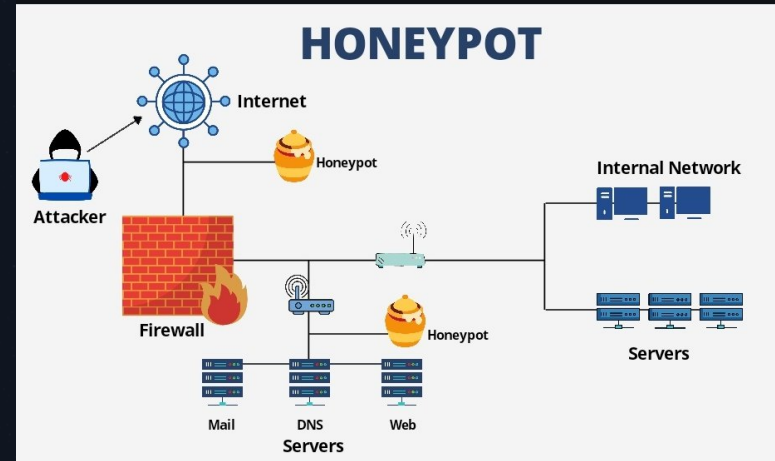 HONEYPOT
Internet
Honeypot
Attacker
Internal Network
Firewall
Honeypot
Servers
Mail
DNS
Web
Servers